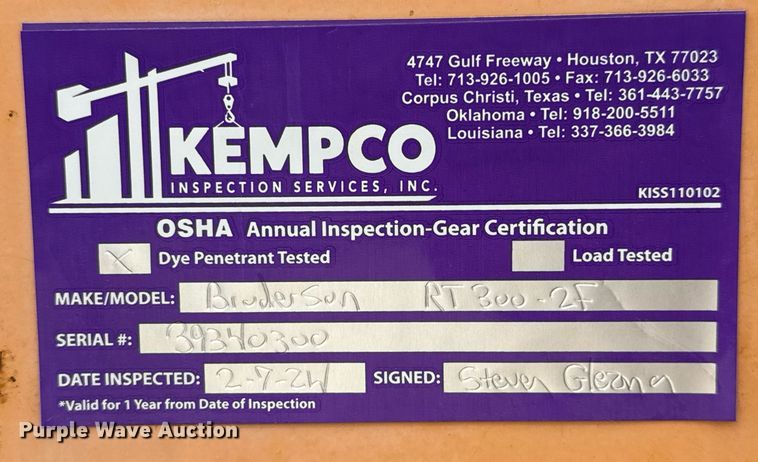 4747 Gulf Freeway • Houston, TX 77023
Tel: 713-926-1005 • Fax: 713-926-6033
Corpus Christi, Texas • Tel: 361-443-7757
Oklahoma • Tel: 918-200-5511
Louisiana • Tel: 337-366-3984
KEMPCO
INSPECTION SERVICES, INC.
KISS110102
OSHA Annual Inspection-Gear Certification
X Dye Penetrant Tested Load Tested
MAKE/MODEL: Broderson RT300-2F
SERIAL #: 39340300
DATE INSPECTED: 2-7-24 SIGNED: Steven
*Valid for 1 Year from Date of Inspection
Purple Wave Auction